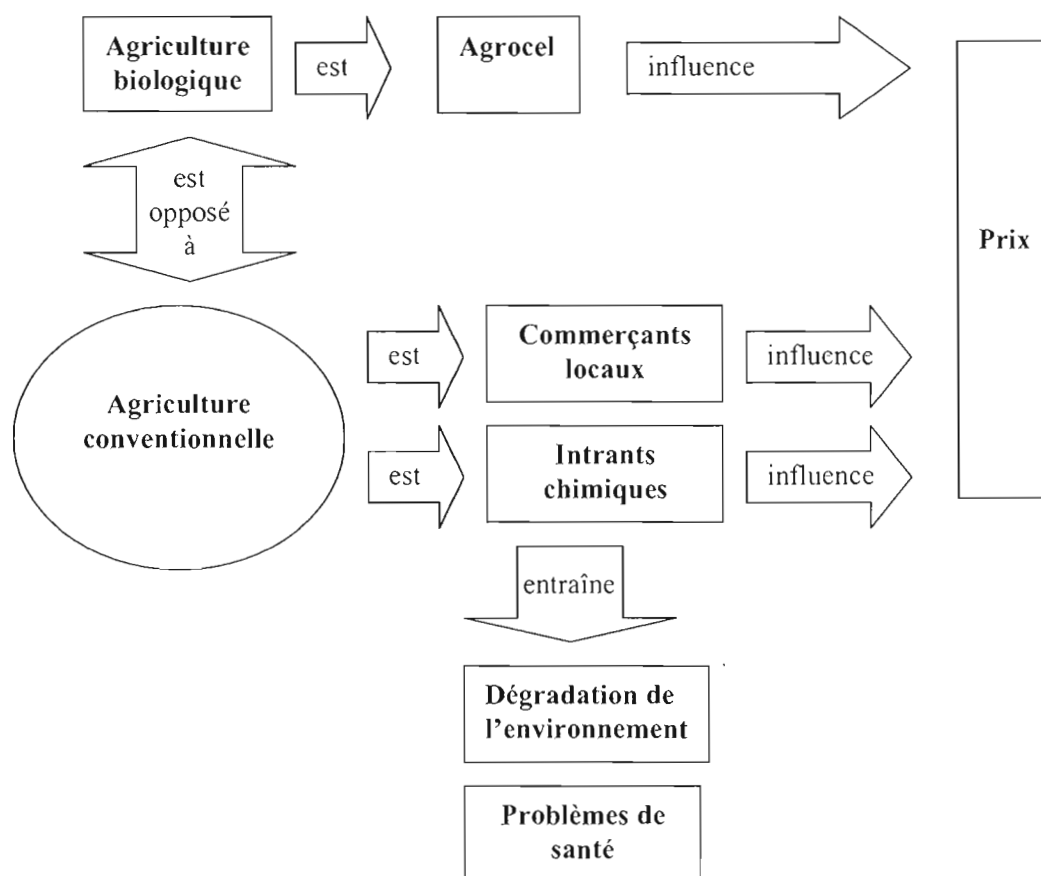 Agriculture
biologique
est
Agrocel
influence
est
opposé
à
Prix
Agriculture
conventionnelle
est
Commerçants
locaux
influence
est
Intrants
chimiques
influence
entraîne
Dégradation de
l'environnement
Problèmes de
santé